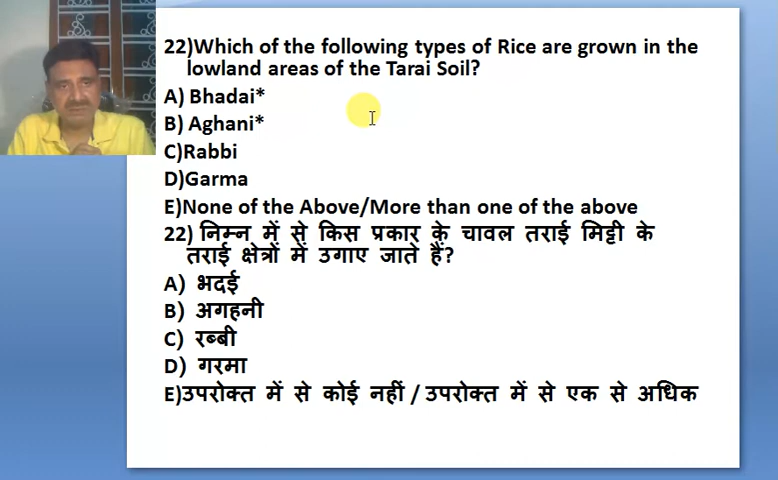 22)Which of the following types of Rice are grown in the
lowland areas of the Tarai Soil?
A) Bhadai*
B) Aghani*
C)Rabbi
D)Garma
E)None of the Above/More than one of the above
22) निम्न में से किस प्रकार के चावल तराई मिट्टी के
तराई क्षेत्रों में उगाए जाते हैं?
A) भदई
B) अगहनी
C) रब्बी
D) गरमा
E)उपरोक्त में से कोई नहीं / उपरोक्त में से एक से अधिक